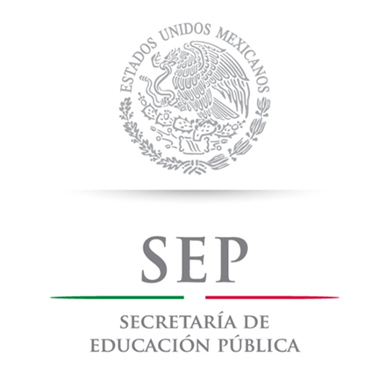 ESTADOS UNIDOS MEXICANOS
SEP
SECRETARÍA DE
EDUCACIÓN PÚBLICA